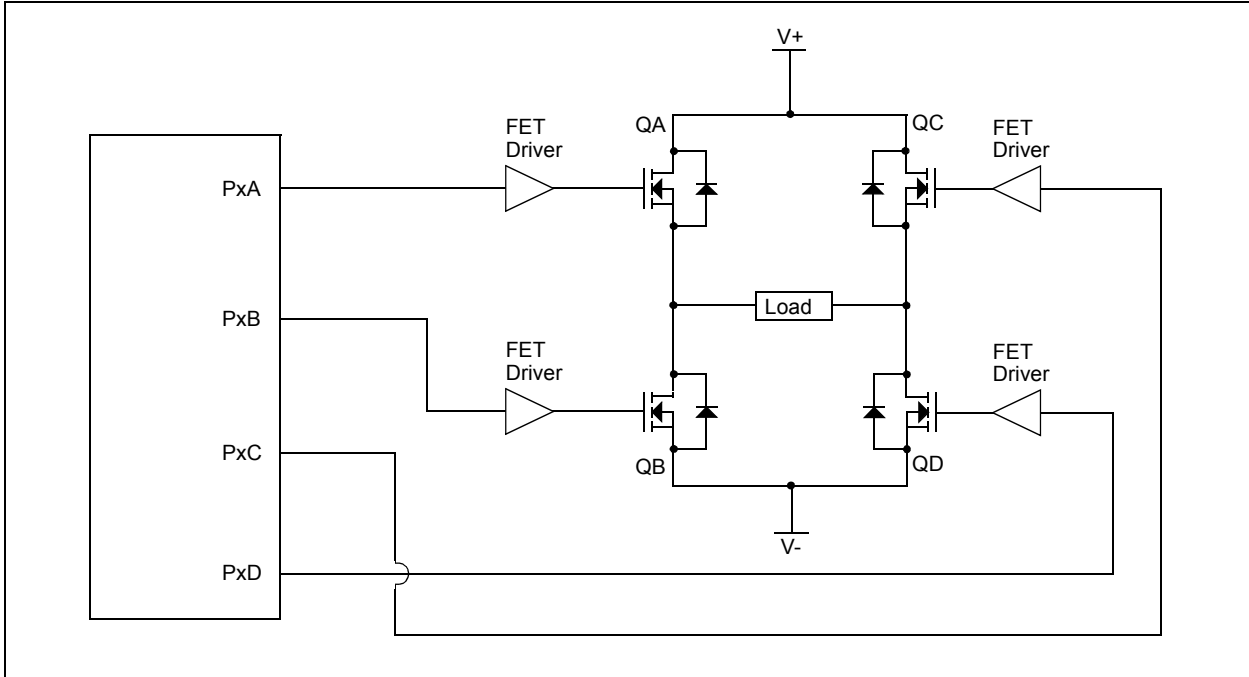 V+
QA
QC
FET
Driver
FET
Driver
PxA
PxB
Load
FET
Driver
FET
Driver
PxC
QB
QD
V-
PxD